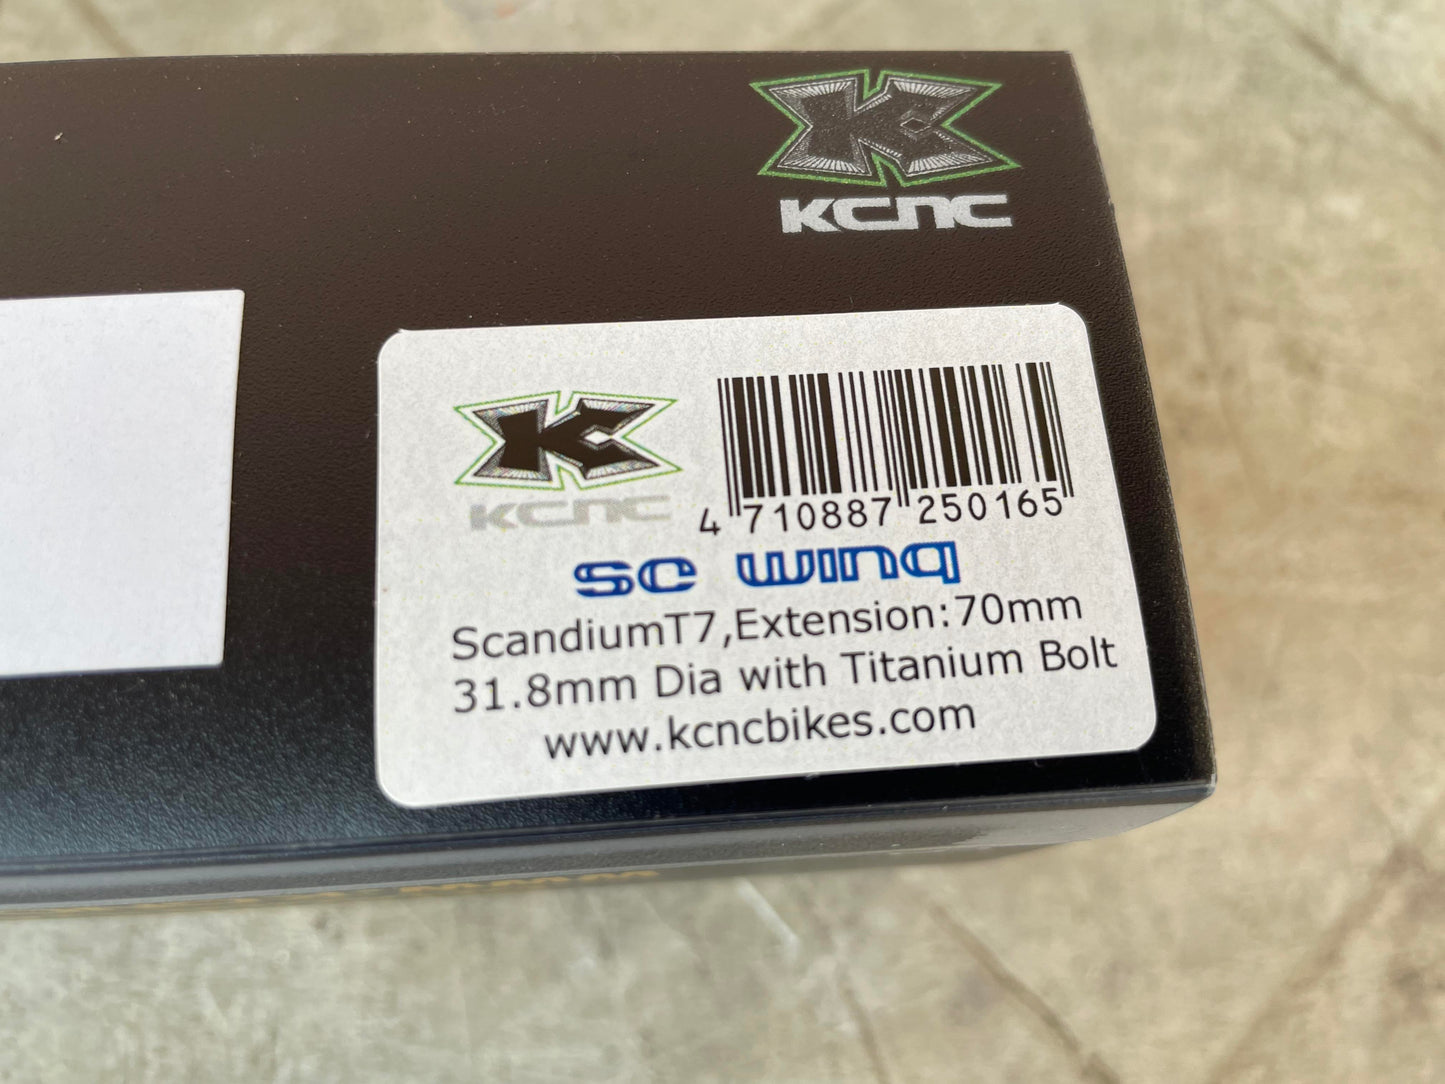 KCNC
KCNC
4 710887 250165
sc wing
ScandiumT7,Extension:70mm
31.8mm Dia with Titanium Bolt
www.kcncbikes.com